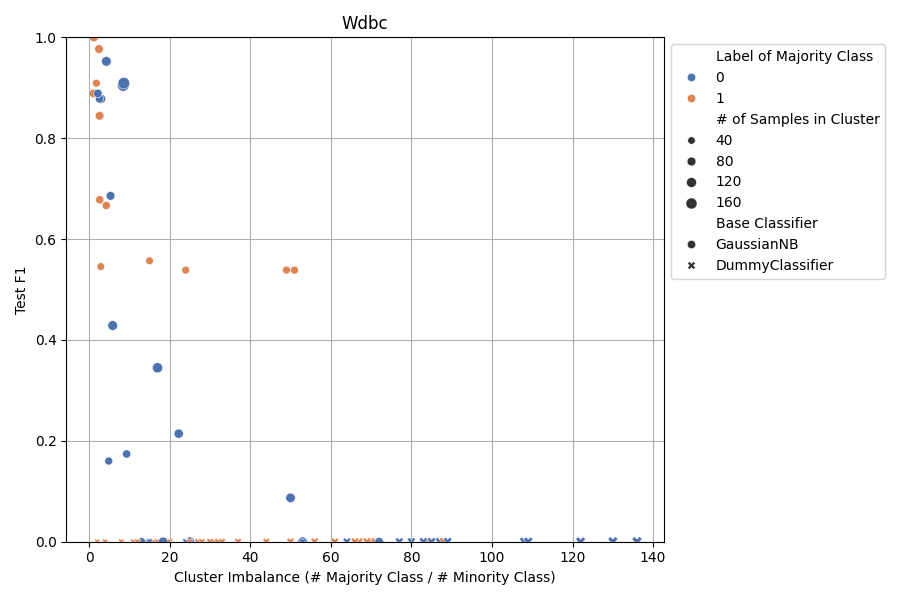 Wdbc
1.0
0.8
0.6
0.4
0.2
0.0
Test F1
0 20 40 60 80 100 120 140
Cluster Imbalance (# Majority Class / # Minority Class)
Label of Majority Class
0
1
# of Samples in Cluster
40
80
120
160
Base Classifier
GaussianNB
DummyClassifier